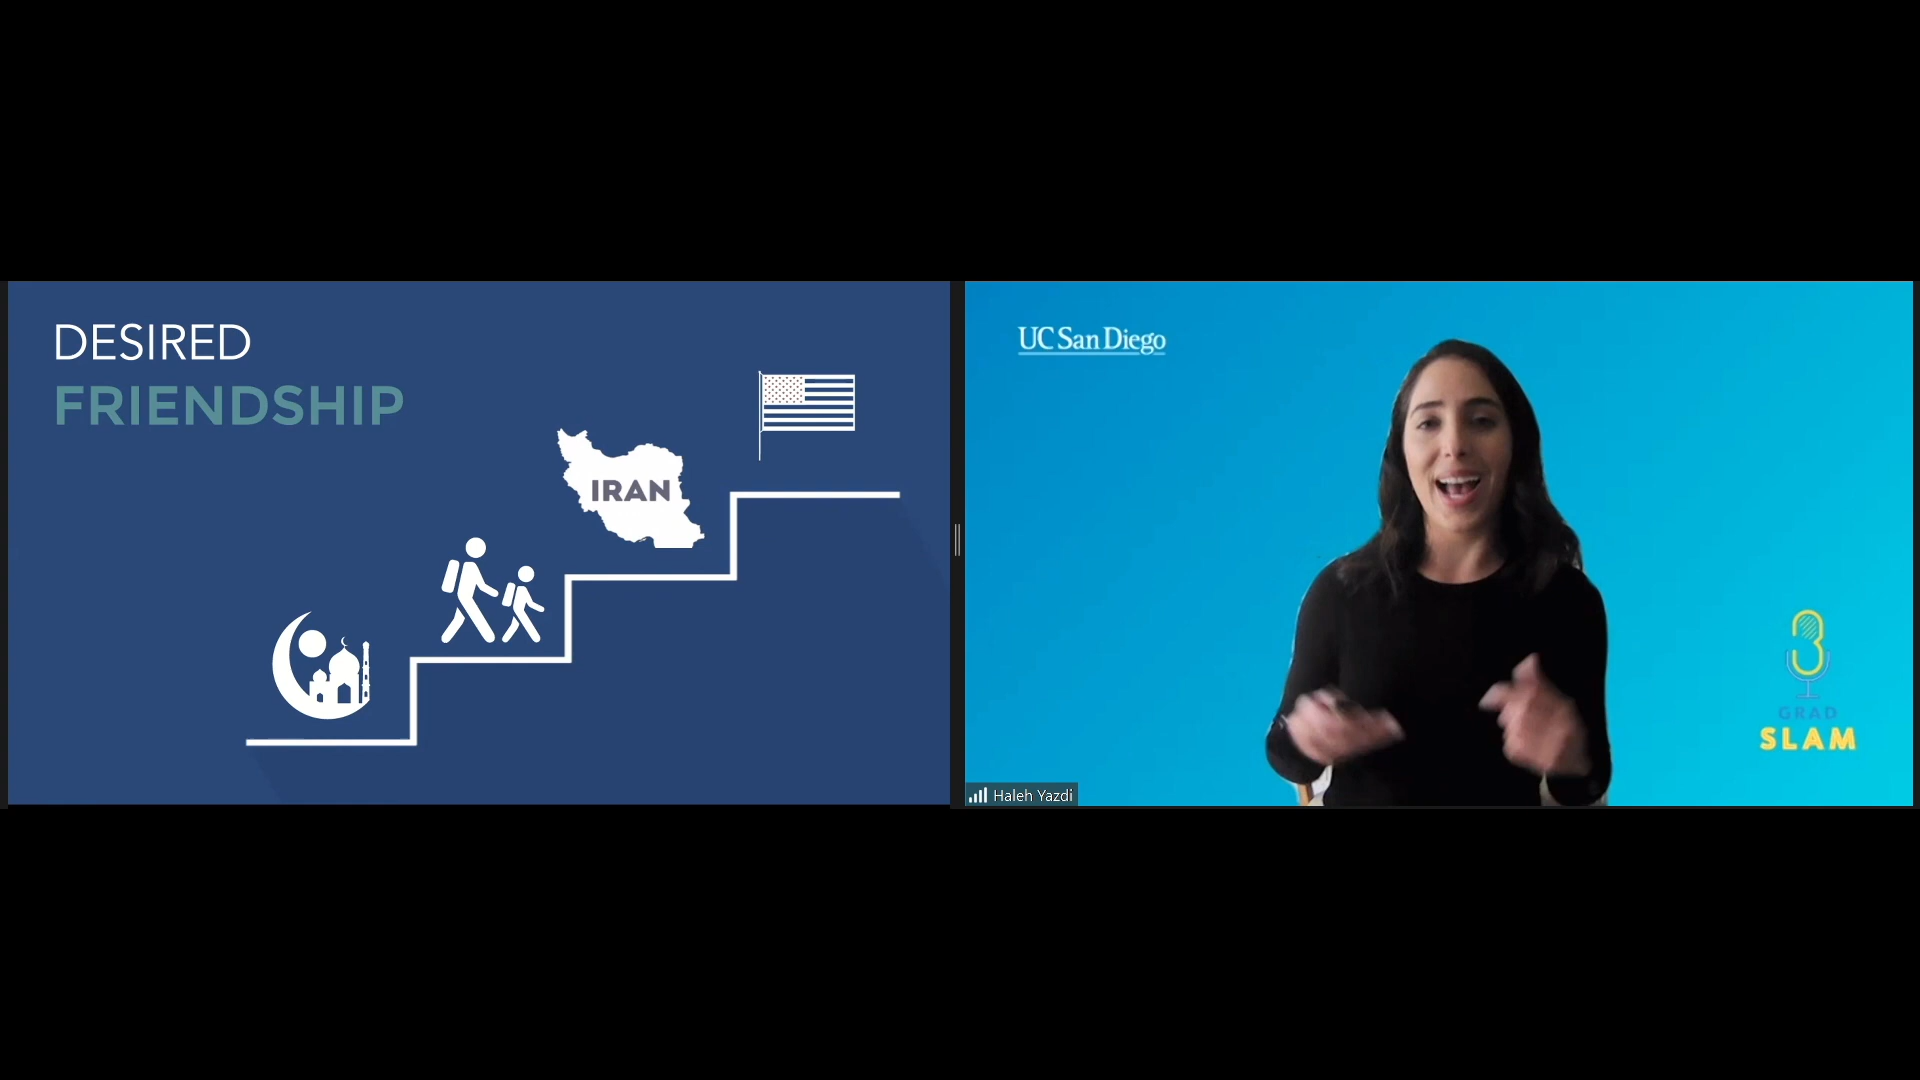 DESIRED
FRIENDSHIP
IRAN
UC San Diego
GRAD
SLAM
Haleh Yazdi